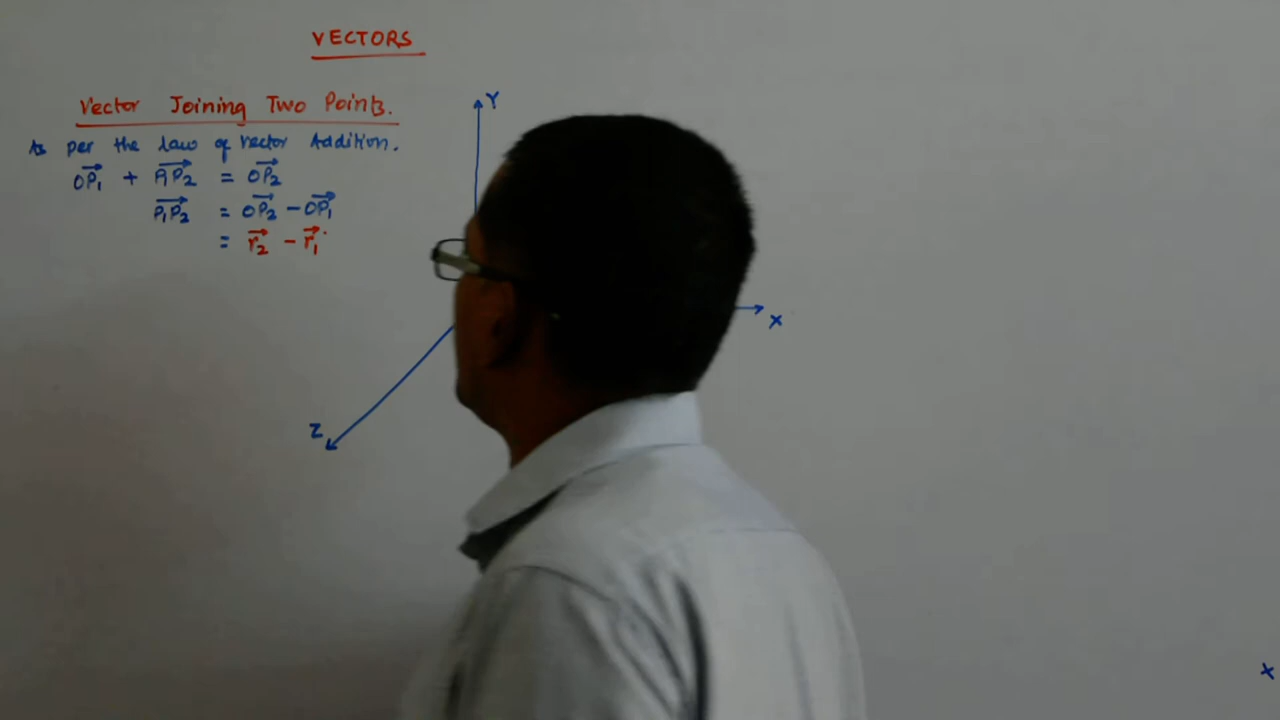 VECTORS
Vector Joining Two Points.
As per the law of vector Addition.
OP₁⃗ + P₁P₂⃗ = OP₂⃗
P₁P₂⃗ = OP₂⃗ - OP₁⃗
= r₂⃗ - r₁⃗
Y
X
Z
x